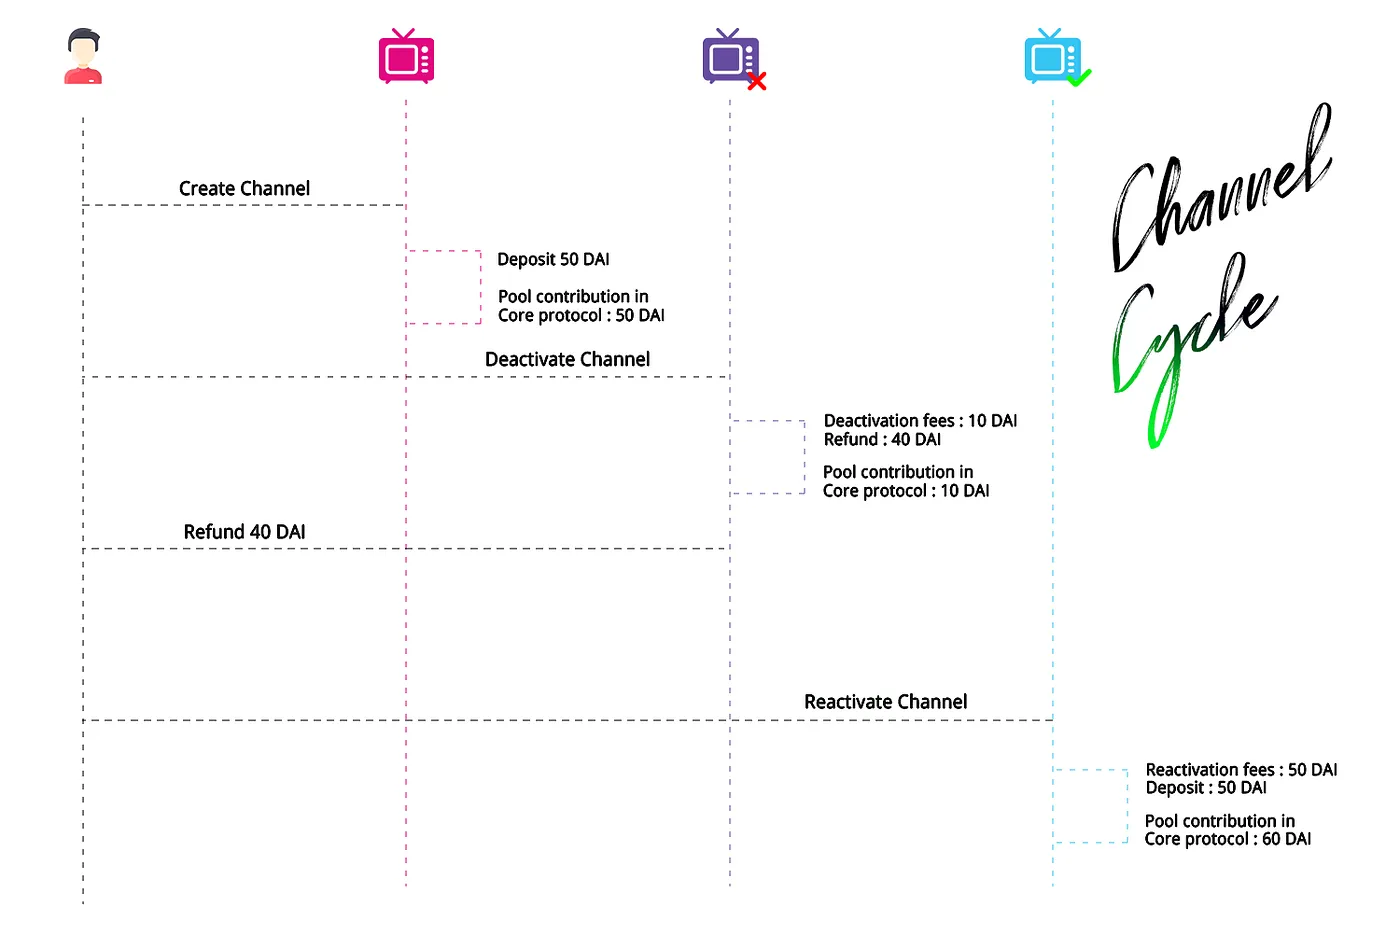 Channel
Cycle
Create Channel
Deposit 50 DAI
Pool contribution in
Core protocol : 50 DAI
Deactivate Channel
Deactivation fees : 10 DAI
Refund : 40 DAI
Pool contribution in
Core protocol : 10 DAI
Refund 40 DAI
Reactivate Channel
Reactivation fees : 50 DAI
Deposit : 50 DAI
Pool contribution in
Core protocol : 60 DAI